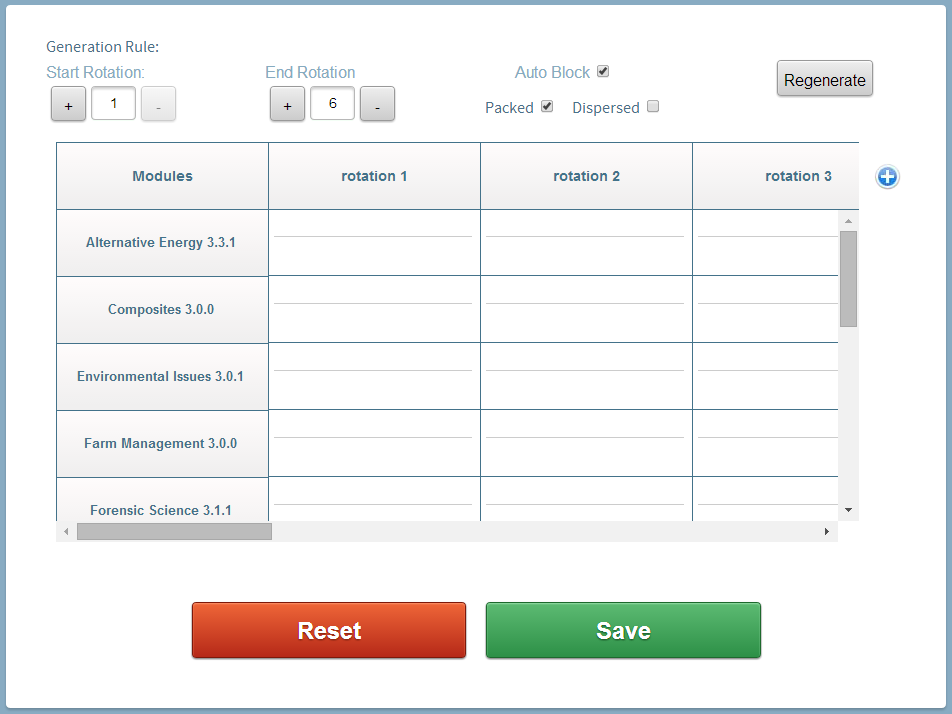 Generation Rule:
Start Rotation: End Rotation Auto Block
+ 1 - + 6 - Packed Dispersed Regenerate
Modules rotation 1 rotation 2 rotation 3
Alternative Energy 3.3.1
Composites 3.0.0
Environmental Issues 3.0.1
Farm Management 3.0.0
Forensic Science 3.1.1
Reset Save